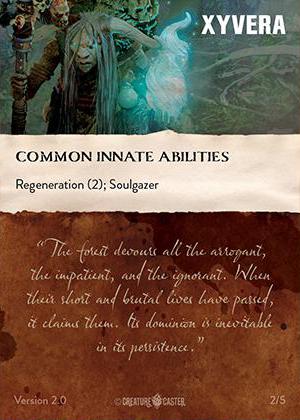 XYVERA
COMMON INNATE ABILITIES
Regeneration (2); Soulgazer
“The forest devours all the arrogant,
the impatient, and the ignorant. When
their short and brutal lives have passed,
it claims them. Its dominion is inevitable
in its persistence.”
Version 2.0 © CREATURE CASTER 2/5